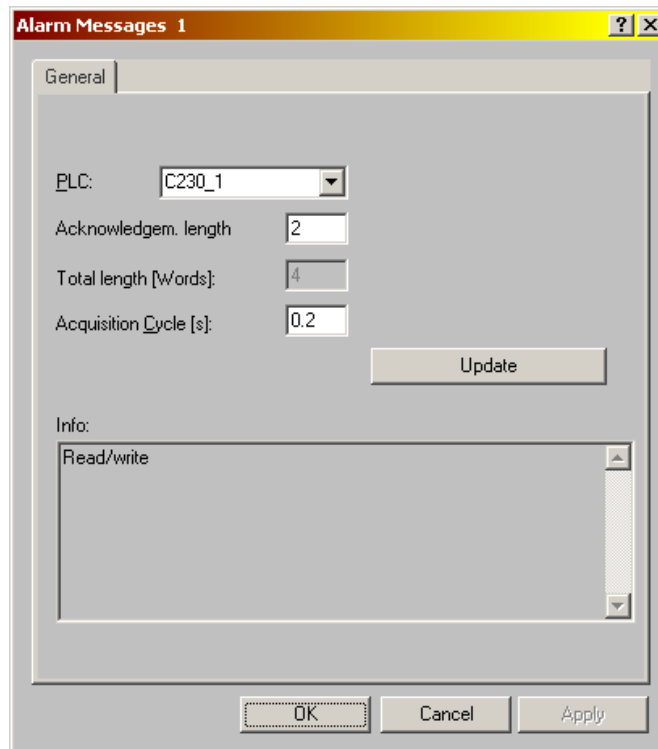 Alarm Messages 1
General
PLC: C230_1
Acknowledgem. length 2
Total length [Words]: 4
Acquisition Cycle [s]: 0.2
Update
Info:
Read/write
OK Cancel Apply